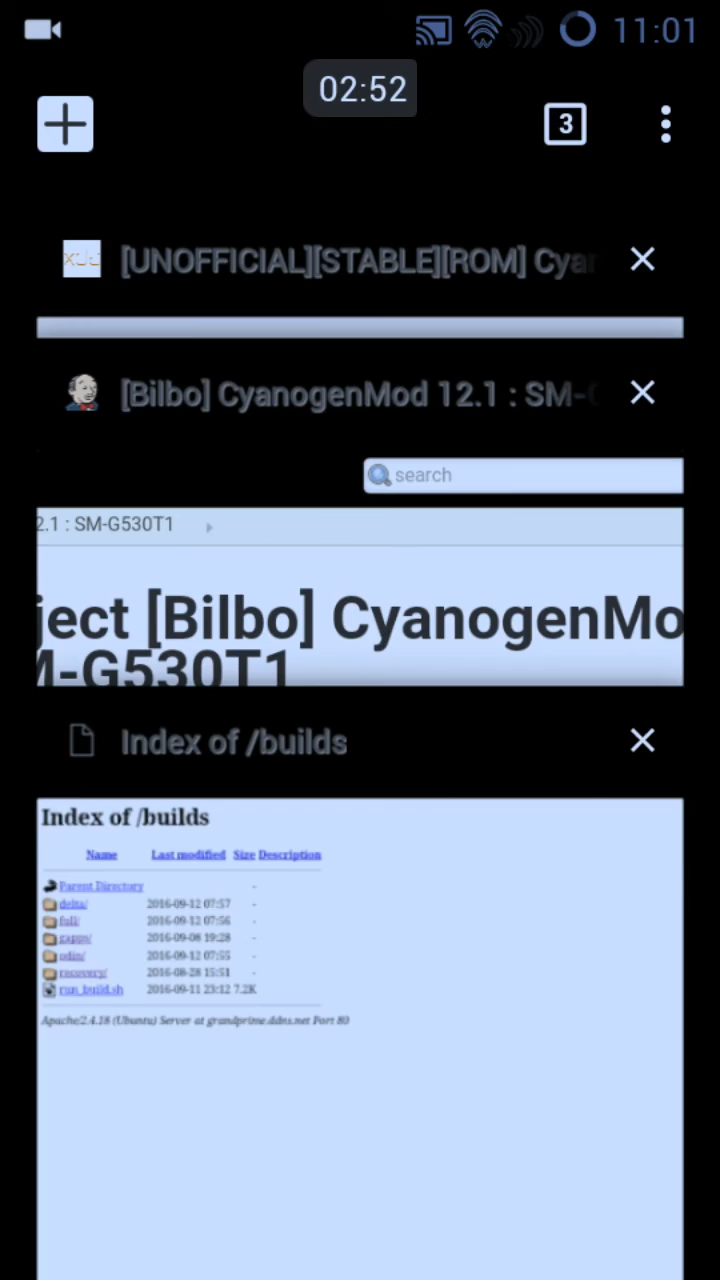 11:01
02:52
3
[UNOFFICIAL][STABLE][ROM] Cyan
[Bilbo] CyanogenMod 12.1 : SM-G
search
2.1 : SM-G530T1
ject [Bilbo] CyanogenMo
M-G530T1
Index of /builds
Index of /builds
Name Last modified Size Description
Parent Directory -
delta/ 2016-09-12 07:57 -
full/ 2016-09-12 07:56 -
gapps/ 2016-09-08 19:28 -
odin/ 2016-09-12 07:55 -
recovery/ 2016-08-28 15:51 -
run_build.sh 2016-09-11 23:12 7.2K
Apache/2.4.18 (Ubuntu) Server at grandprime.ddns.net Port 80